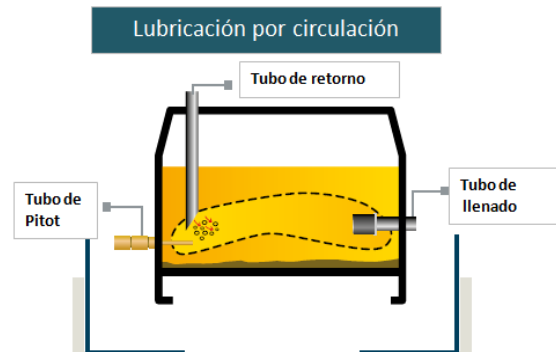 Lubricación por circulación
Tubo de retorno
Tubo de
Pitot
Tubo de
llenado